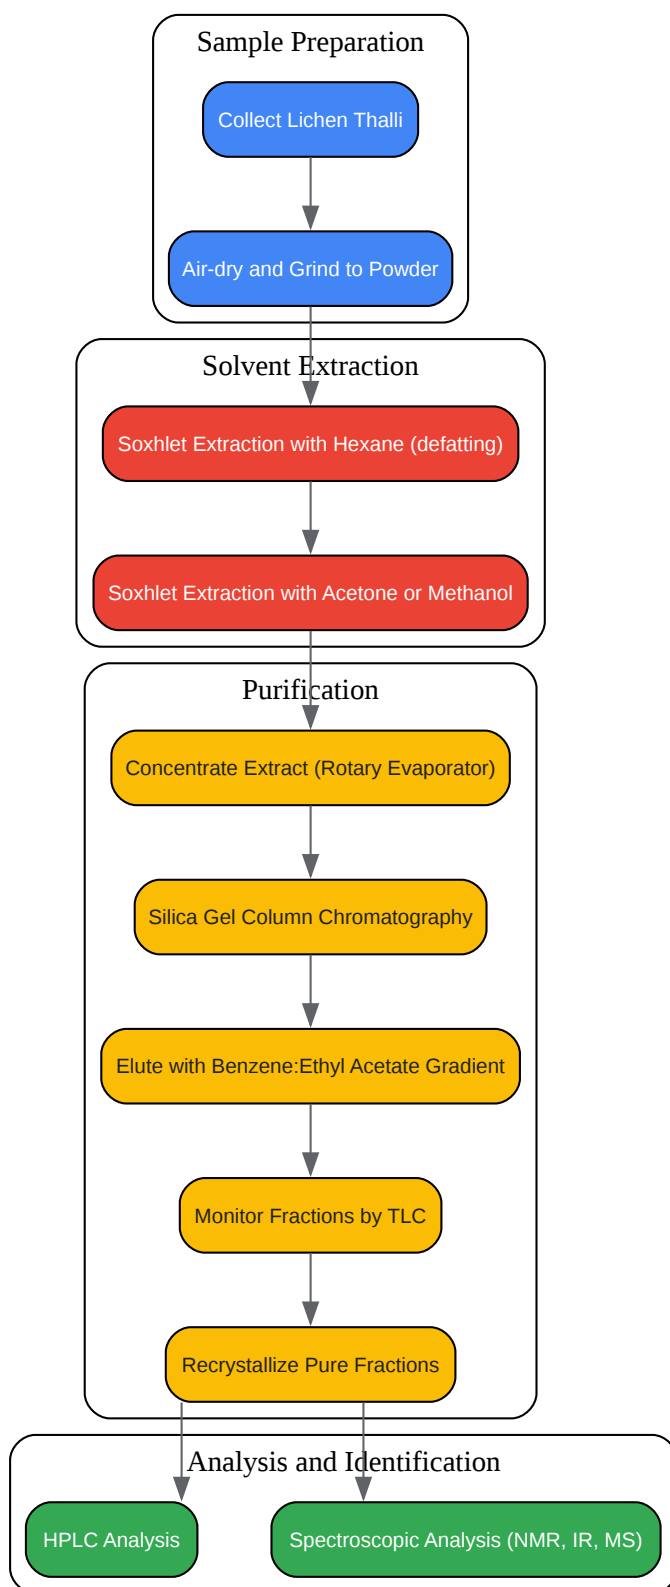 Sample Preparation
Collect Lichen Thalli
Air-dry and Grind to Powder
Solvent Extraction
Soxhlet Extraction with Hexane (defatting)
Soxhlet Extraction with Acetone or Methanol
Purification
Concentrate Extract (Rotary Evaporator)
Silica Gel Column Chromatography
Elute with Benzene:Ethyl Acetate Gradient
Monitor Fractions by TLC
Recrystallize Pure Fractions
Analysis and Identification
HPLC Analysis
Spectroscopic Analysis (NMR, IR, MS)